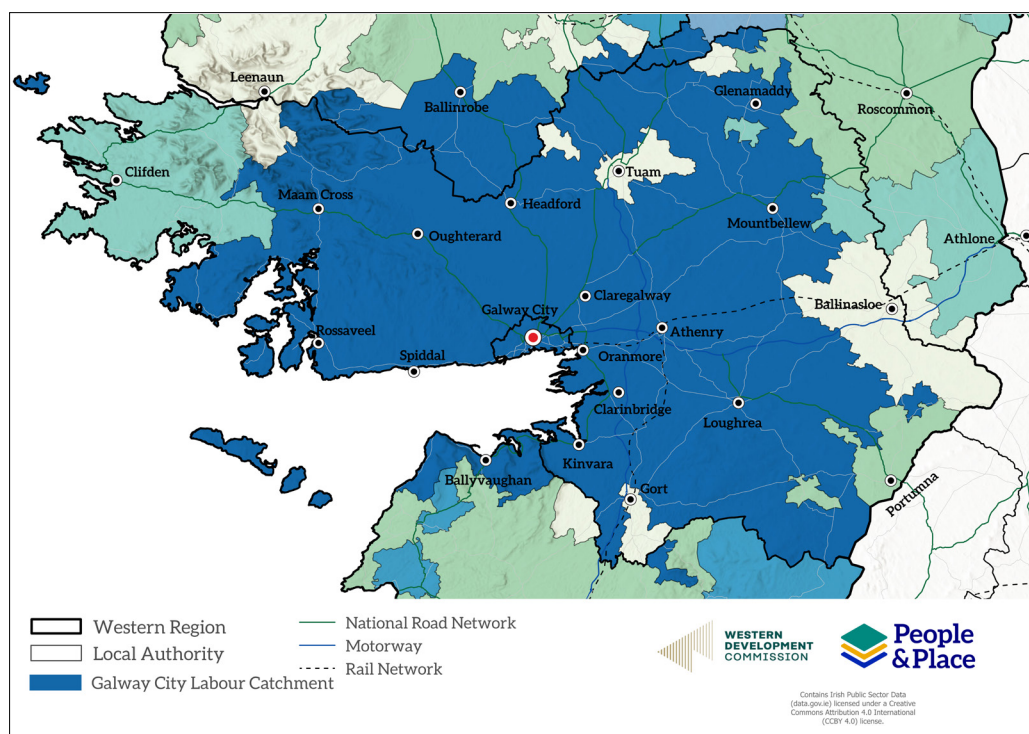 Leenaun
Ballinrobe
Glenamaddy
Roscommon
Clifden
Tuam
Maam Cross
Headford
Mountbellew
Oughterard
Athlone
Claregalway
Galway City
Ballinasloe
Athenry
Rossaveel
Oranmore
Spiddal
Clarinbridge
Loughrea
Kinvara
Ballyvaughan
Gort
Portumna
Western Region
Local Authority
Galway City Labour Catchment
National Road Network
Motorway
Rail Network
WESTERN
DEVELOPMENT
COMMISSION
People
&Place
Contains Irish Public Sector Data
(data.gov.ie) licensed under a Creative
Commons Attribution 4.0 International
(CCBY 4.0) license.